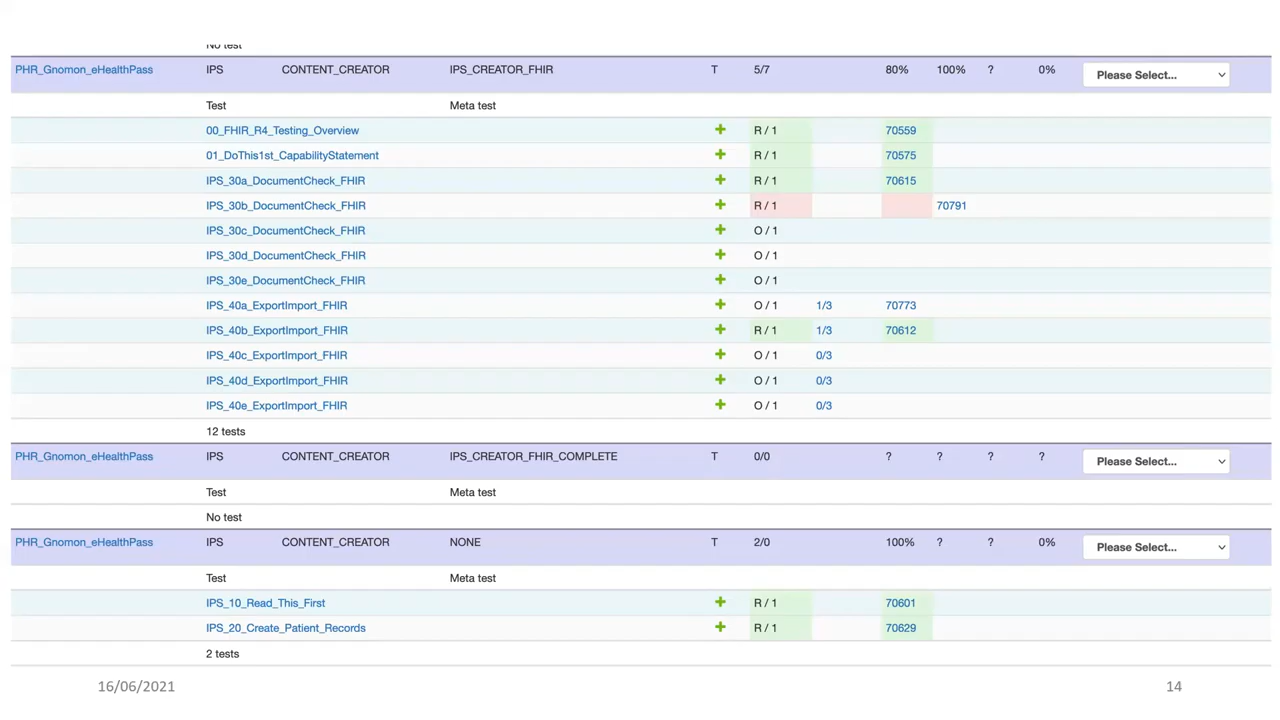 No test
PHR_Gnomon_eHealthPass IPS CONTENT_CREATOR IPS_CREATOR_FHIR T 5/7 80% 100% ? 0% Please Select...
Test Meta test
00_FHIR_R4_Testing_Overview R / 1 70559
01_DoThis1st_CapabilityStatement R / 1 70575
IPS_30a_DocumentCheck_FHIR R / 1 70615
IPS_30b_DocumentCheck_FHIR R / 1 70791
IPS_30c_DocumentCheck_FHIR O / 1
IPS_30d_DocumentCheck_FHIR O / 1
IPS_30e_DocumentCheck_FHIR O / 1
IPS_40a_ExportImport_FHIR O / 1 1/3 70773
IPS_40b_ExportImport_FHIR R / 1 1/3 70612
IPS_40c_ExportImport_FHIR O / 1 0/3
IPS_40d_ExportImport_FHIR O / 1 0/3
IPS_40e_ExportImport_FHIR O / 1 0/3
12 tests
PHR_Gnomon_eHealthPass IPS CONTENT_CREATOR IPS_CREATOR_FHIR_COMPLETE T 0/0 ? ? ? ? Please Select...
Test Meta test
No test
PHR_Gnomon_eHealthPass IPS CONTENT_CREATOR NONE T 2/0 100% ? ? 0% Please Select...
Test Meta test
IPS_10_Read_This_First R / 1 70601
IPS_20_Create_Patient_Records R / 1 70629
2 tests
16/06/2021 14